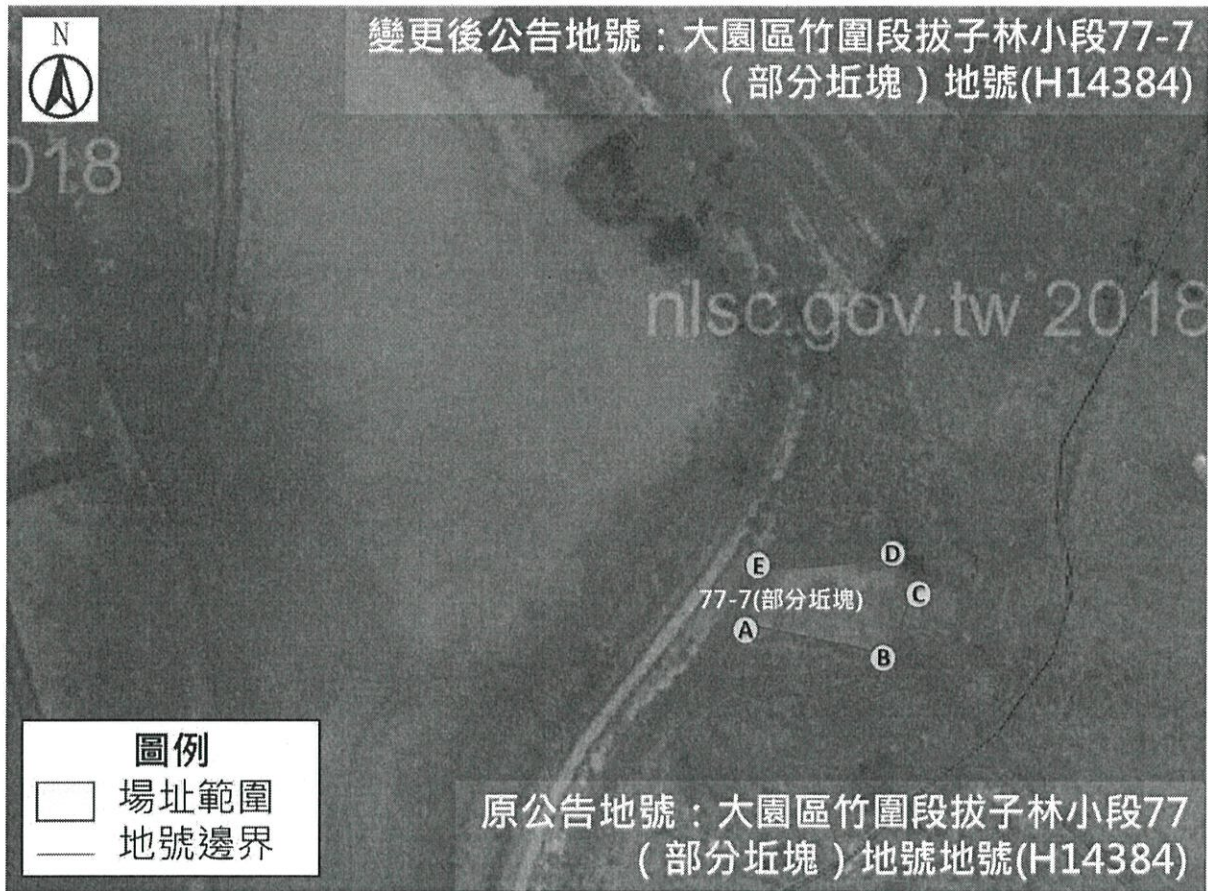 N
變更後公告地號：大園區竹圍段拔子林小段77-7
（部分坵塊）地號(H14384)
018
nlsc.gov.tw 2018
E
D
C
77-7(部分坵塊)
A
B
圖例
場址範圍
地號邊界
原公告地號：大園區竹圍段拔子林小段77
（部分坵塊）地號地號(H14384)